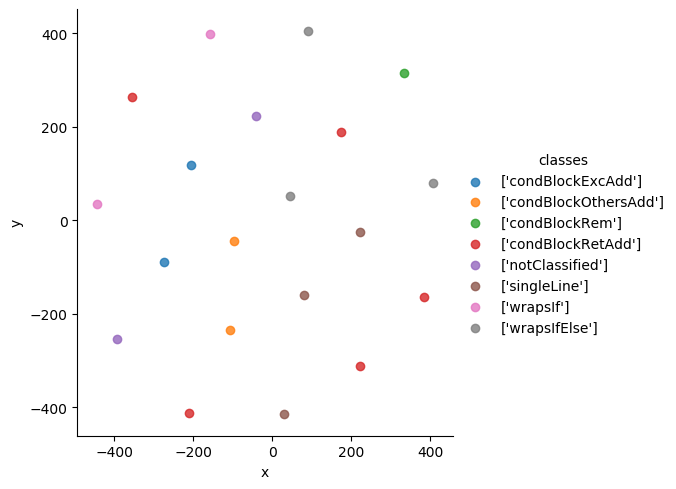 400
200
0
−200
−400
y
−400
−200
0
200
400
x
classes
['condBlockExcAdd']
['condBlockOthersAdd']
['condBlockRem']
['condBlockRetAdd']
['notClassified']
['singleLine']
['wrapsIf']
['wrapsIfElse']